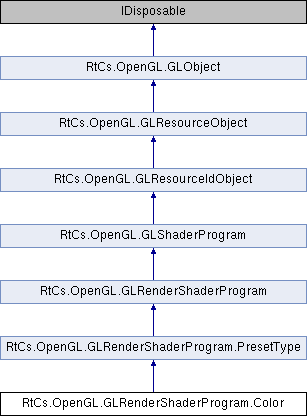 IDisposable
RtCs.OpenGL.GLObject
RtCs.OpenGL.GLResourceObject
RtCs.OpenGL.GLResourceIdObject
RtCs.OpenGL.GLShaderProgram
RtCs.OpenGL.GLRenderShaderProgram
RtCs.OpenGL.GLRenderShaderProgram.PresetType
RtCs.OpenGL.GLRenderShaderProgram.Color